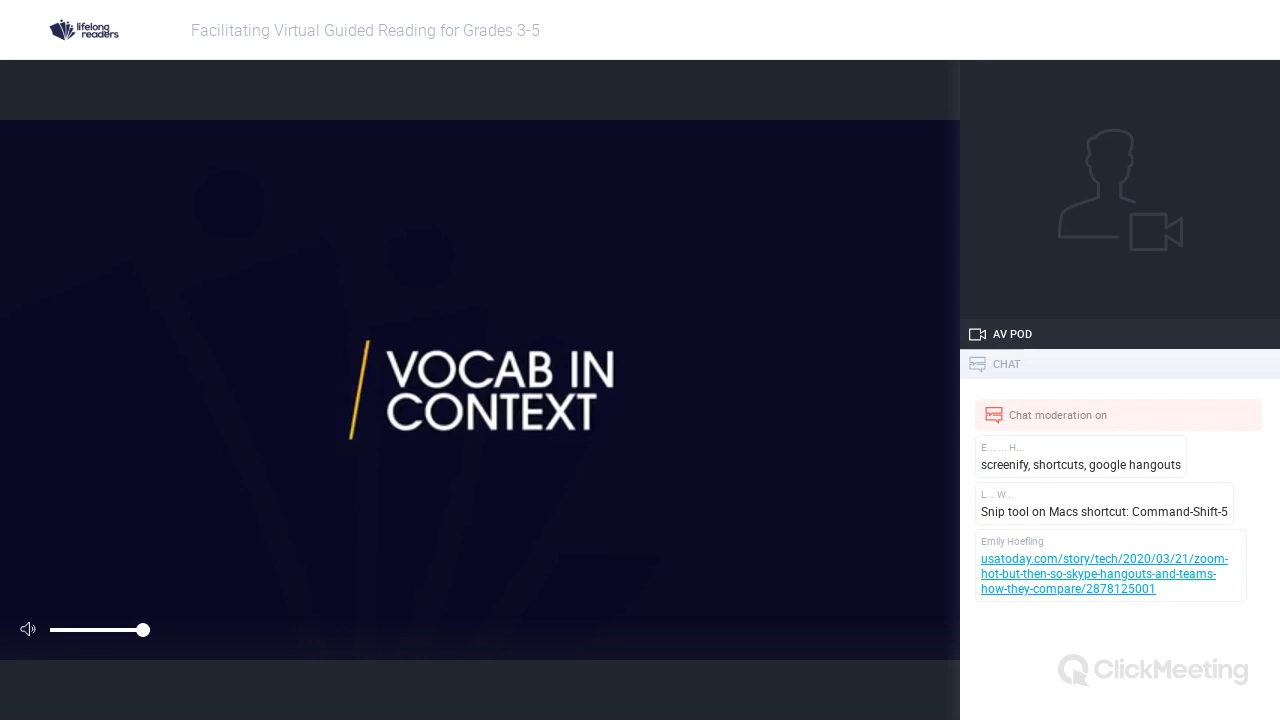 lifelong
readers
Facilitating Virtual Guided Reading for Grades 3-5
VOCAB IN
CONTEXT
AV POD
CHAT
Chat moderation on
E... ... H...
screenify, shortcuts, google hangouts
L... W...
Snip tool on Macs shortcut: Command-Shift-5
Emily Hoefling
usatoday.com/story/tech/2020/03/21/zoom-
hot-but-then-so-skype-hangouts-and-teams-
how-they-compare/2878125001
ClickMeeting